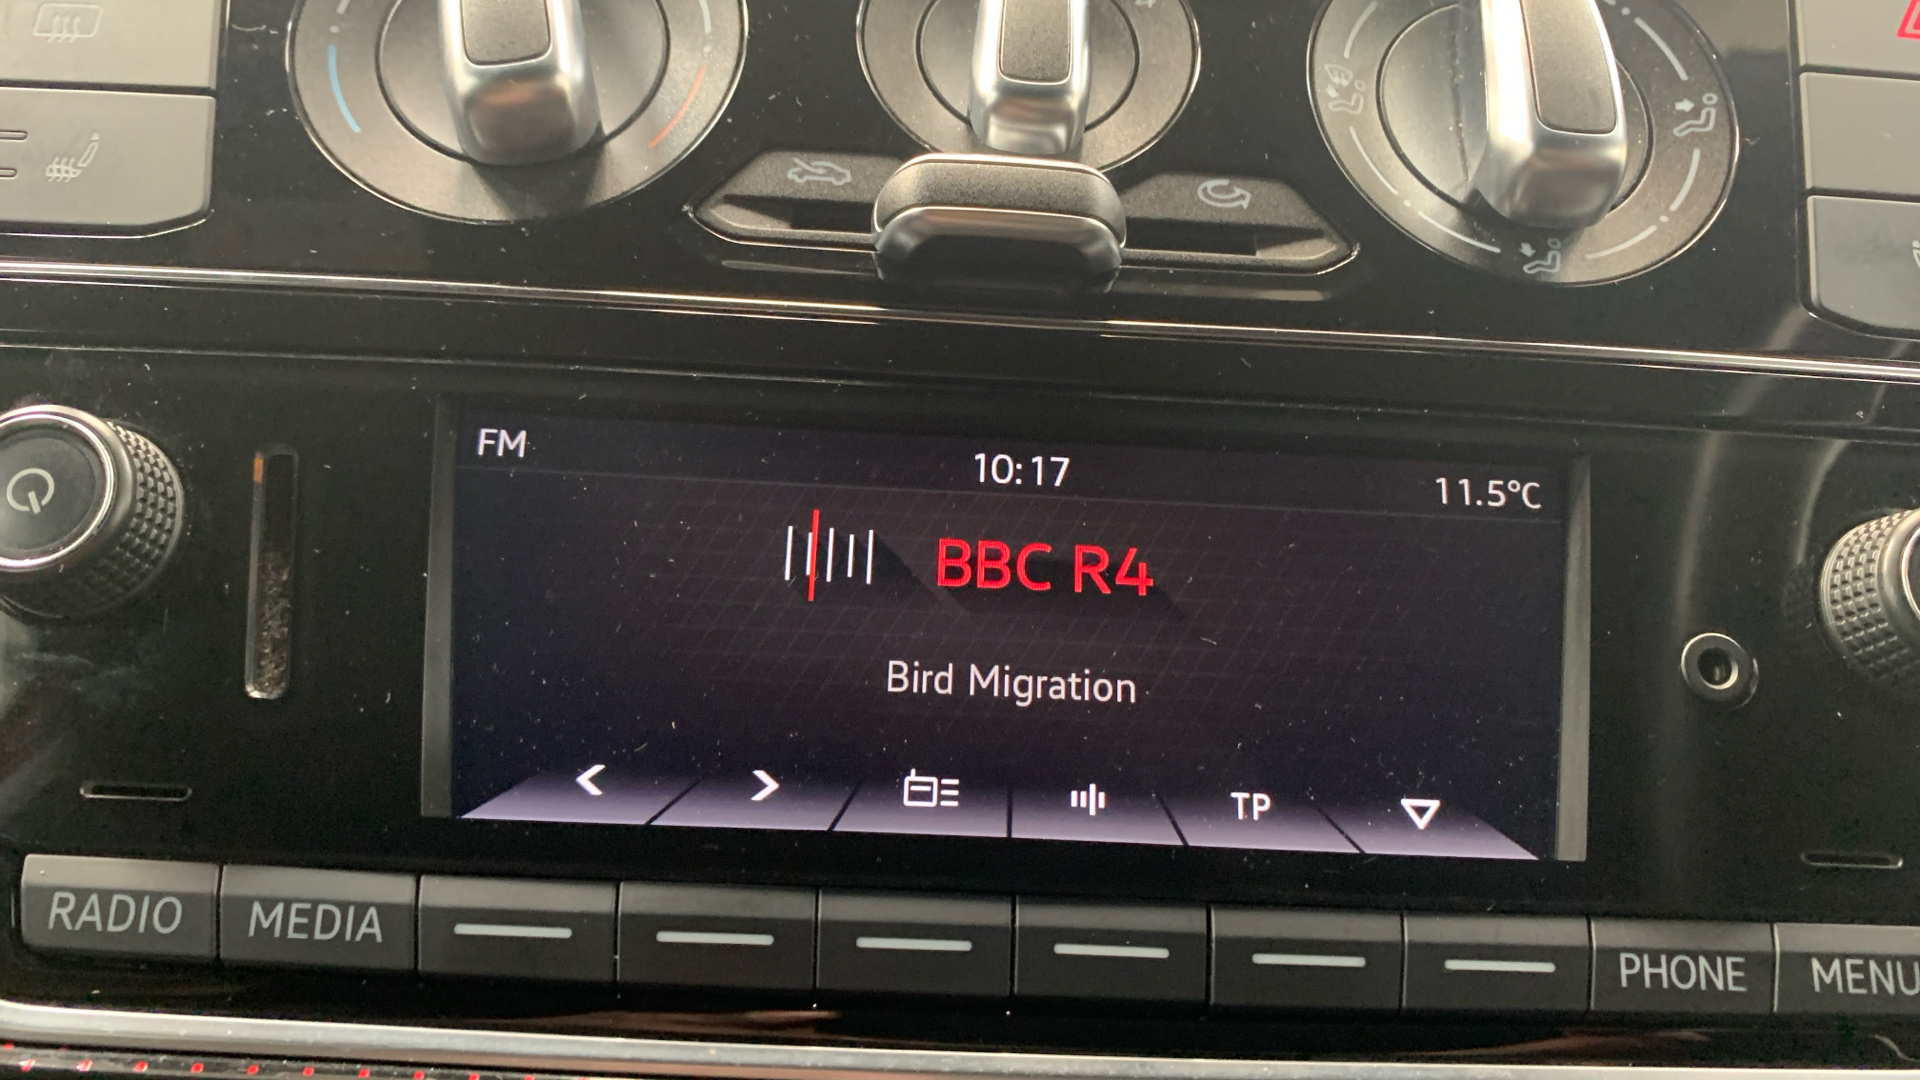 FM
10:17
11.5°C
BBC R4
Bird Migration
TP
RADIO
MEDIA
PHONE
MENU